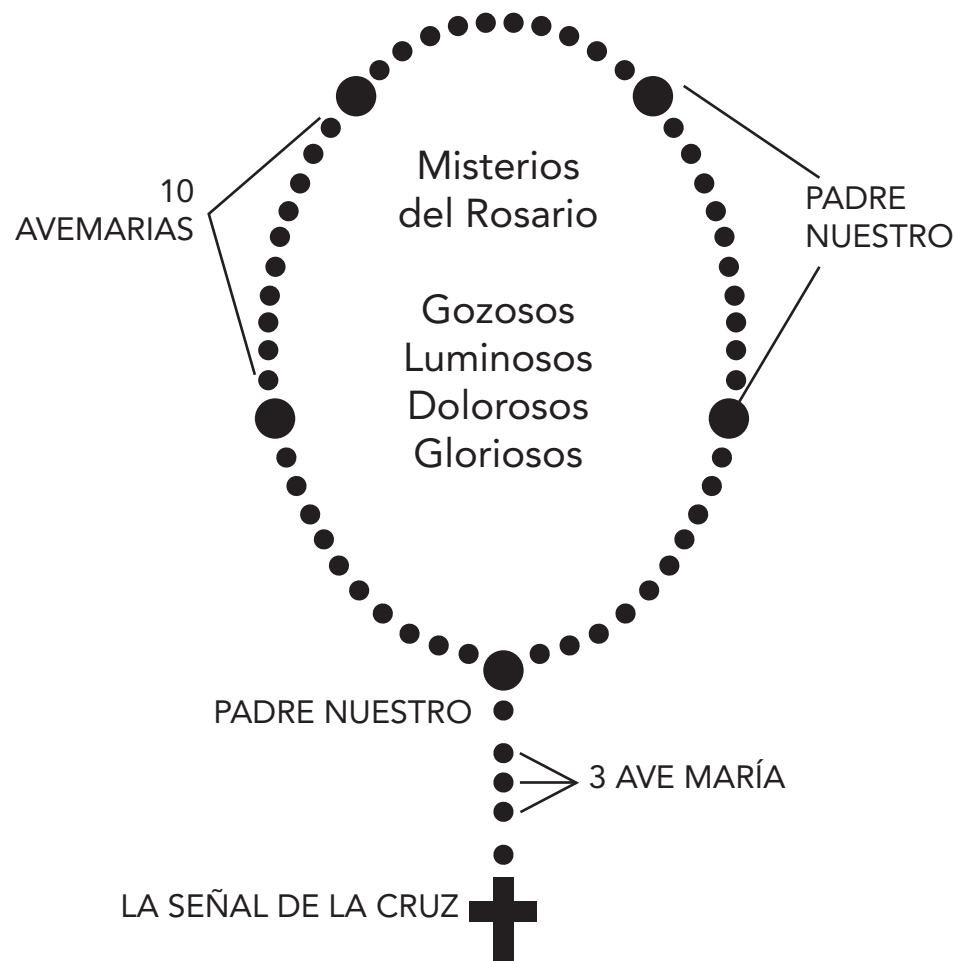 10
AVEMARIAS
Misterios
del Rosario
PADRE
NUESTRO
Gozosos
Luminosos
Dolorosos
Gloriosos
PADRE NUESTRO
3 AVE MARÍA
LA SEÑAL DE LA CRUZ